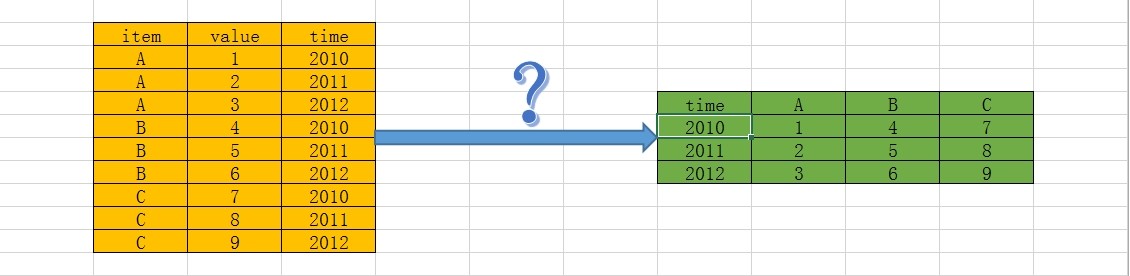 item value time
A 1 2010
A 2 2011
A 3 2012
B 4 2010
B 5 2011
B 6 2012
C 7 2010
C 8 2011
C 9 2012
?
time A B C
2010 1 4 7
2011 2 5 8
2012 3 6 9